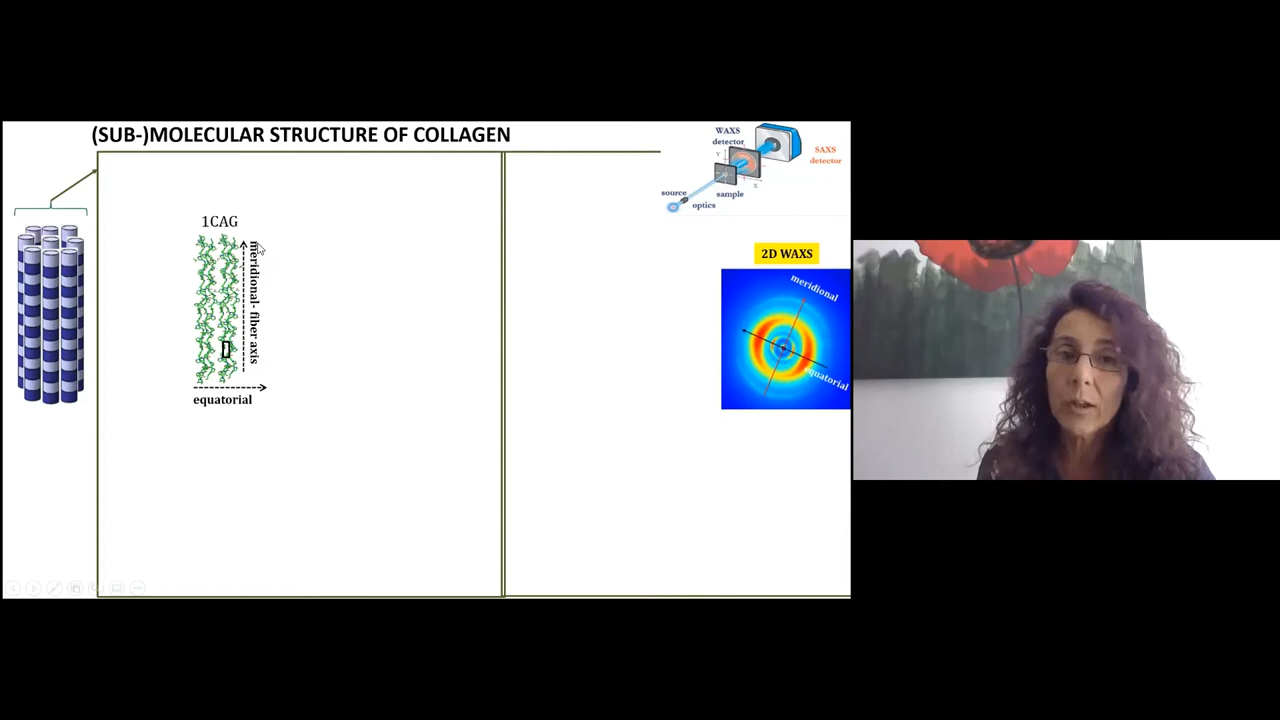 (SUB-)MOLECULAR STRUCTURE OF COLLAGEN
WAXS
detector
SAXS
detector
Y
X
source
sample
optics
1CAG
meridional- fiber axis
equatorial
2D WAXS
meridional
equatorial